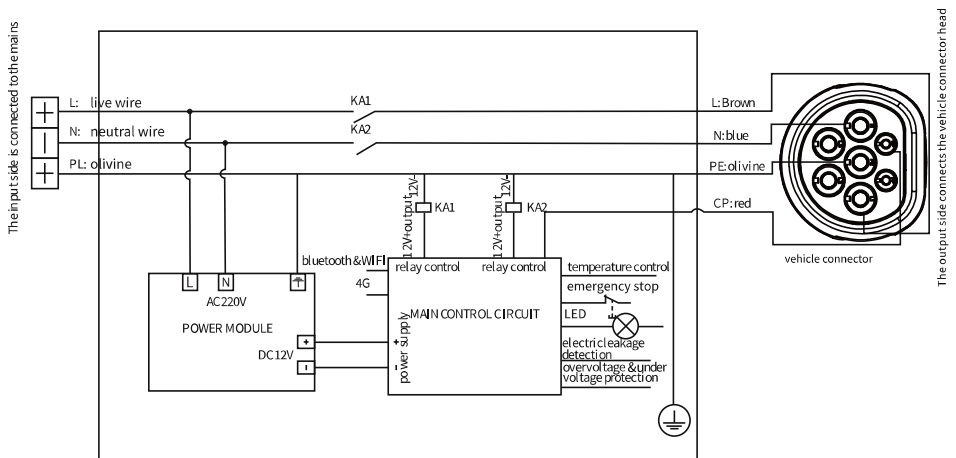 The input side is connected to the mains
L: live wire
N: neutral wire
PL: olivine
KA1
KA2
L:Brown
N:blue
PE:olivine
CP:red
The output side connects the vehicle connector head
vehicle connector
12V-
12V+output
KA1
12V-
12V+output
KA2
bluetooth&WIFI
4G
relay control
relay control
MAIN CONTROL CIRCUIT
power supply
+
-
temperature control
emergency stop
LED
electricleakage
detection
overvoltage&under
voltage protection
L
N
AC220V
POWER MODULE
DC12V
+
-